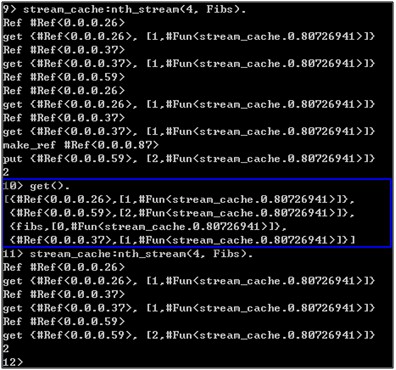 9> stream_cache:nth_stream(4, Fibs).
Ref #Ref<0.0.0.26>
get {#Ref<0.0.0.26>, [1,#Fun<stream_cache.0.80726941>]}
Ref #Ref<0.0.0.37>
get {#Ref<0.0.0.37>, [1,#Fun<stream_cache.0.80726941>]}
Ref #Ref<0.0.0.59>
Ref #Ref<0.0.0.26>
get {#Ref<0.0.0.26>, [1,#Fun<stream_cache.0.80726941>]}
Ref #Ref<0.0.0.37>
get {#Ref<0.0.0.37>, [1,#Fun<stream_cache.0.80726941>]}
make_ref #Ref<0.0.0.87>
put {#Ref<0.0.0.59>, [2,#Fun<stream_cache.0.80726941>]}
2
10> get().
[{#Ref<0.0.0.26>,[1,#Fun<stream_cache.0.80726941>]},
{#Ref<0.0.0.59>,[2,#Fun<stream_cache.0.80726941>]},
{fibs,[0,#Fun<stream_cache.0.80726941>]},
{#Ref<0.0.0.37>,[1,#Fun<stream_cache.0.80726941>]}]
11> stream_cache:nth_stream(4, Fibs).
Ref #Ref<0.0.0.26>
get {#Ref<0.0.0.26>, [1,#Fun<stream_cache.0.80726941>]}
Ref #Ref<0.0.0.37>
get {#Ref<0.0.0.37>, [1,#Fun<stream_cache.0.80726941>]}
Ref #Ref<0.0.0.59>
get {#Ref<0.0.0.59>, [2,#Fun<stream_cache.0.80726941>]}
2
12>